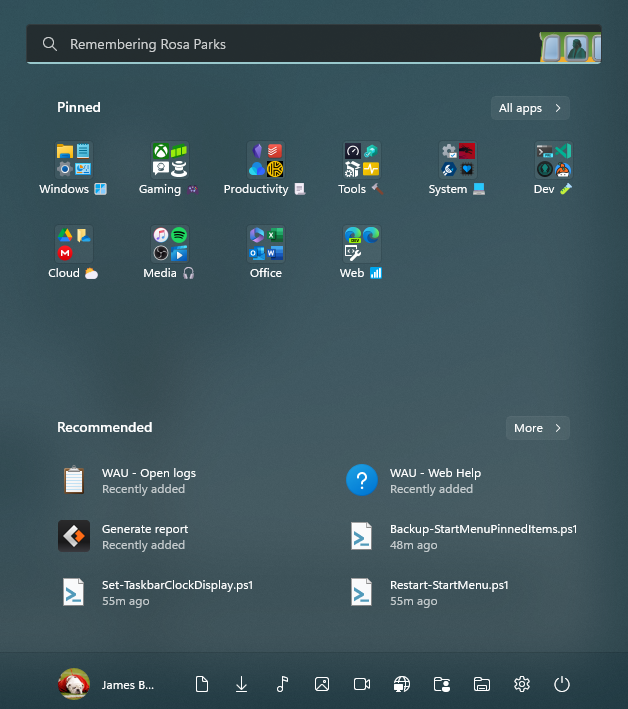 Remembering Rosa Parks
Pinned
All apps
Windows
Gaming
Productivity
Tools
System
Dev
Cloud
Media
Office
Web
Recommended
More
WAU - Open logs
Recently added
WAU - Web Help
Recently added
Generate report
Recently added
Backup-StartMenuPinnedItems.ps1
48m ago
Set-TaskbarClockDisplay.ps1
55m ago
Restart-StartMenu.ps1
55m ago
James B...